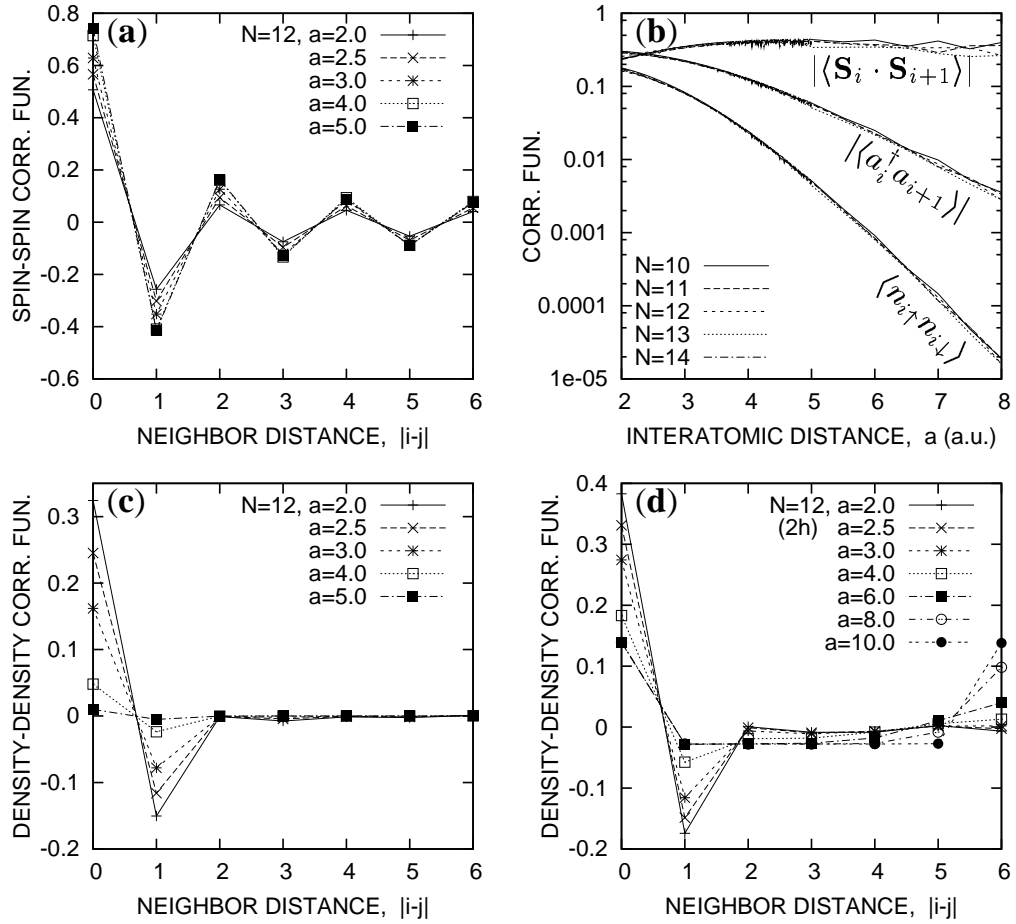 (a)
N=12, a=2.0
a=2.5
a=3.0
a=4.0
a=5.0
SPIN-SPIN CORR. FUN.
0.8
0.6
0.4
0.2
0
-0.2
-0.4
-0.6
0 1 2 3 4 5 6
NEIGHBOR DISTANCE, |i-j|
(b)
|⟨S_i · S_{i+1}⟩|
|⟨a_i^† a_{i+1}⟩|
⟨n_{i↑} n_{i↓}⟩
N=10
N=11
N=12
N=13
N=14
CORR. FUN.
1
0.1
0.01
0.001
0.0001
1e-05
2 3 4 5 6 7 8
INTERATOMIC DISTANCE, a (a.u.)
(c)
N=12, a=2.0
a=2.5
a=3.0
a=4.0
a=5.0
DENSITY-DENSITY CORR. FUN.
0.3
0.2
0.1
0
-0.1
-0.2
0 1 2 3 4 5 6
NEIGHBOR DISTANCE, |i-j|
(d)
N=12, a=2.0
(2h) a=2.5
a=3.0
a=4.0
a=6.0
a=8.0
a=10.0
DENSITY-DENSITY CORR. FUN.
0.4
0.3
0.2
0.1
0
-0.1
-0.2
0 1 2 3 4 5 6
NEIGHBOR DISTANCE, |i-j|